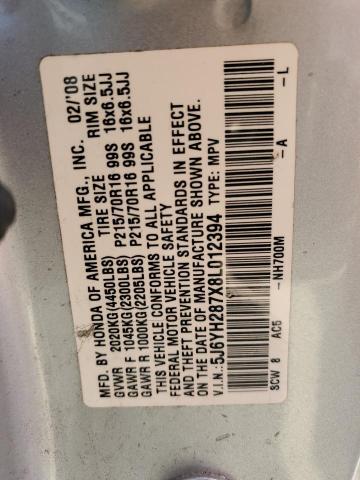 MFD. BY HONDA OF AMERICA MFG., INC. 02/'08
GVWR 2020KG(4450LBS) TIRE SIZE RIM SIZE
GAWR F 1045KG(2300LBS) P215/70R16 99S 16x6.5JJ
GAWR R 1000KG(2205LBS) P215/70R16 99S 16x6.5JJ
THIS VEHICLE CONFORMS TO ALL APPLICABLE
FEDERAL MOTOR VEHICLE SAFETY
AND THEFT PREVENTION STANDARDS IN EFFECT ON THE
DATE OF MANUFACTURE SHOWN ABOVE.
V.I.N.: 5J6YH287X8L012394 TYPE: MPV
SCW 8 AC5 -NH700M -A -L